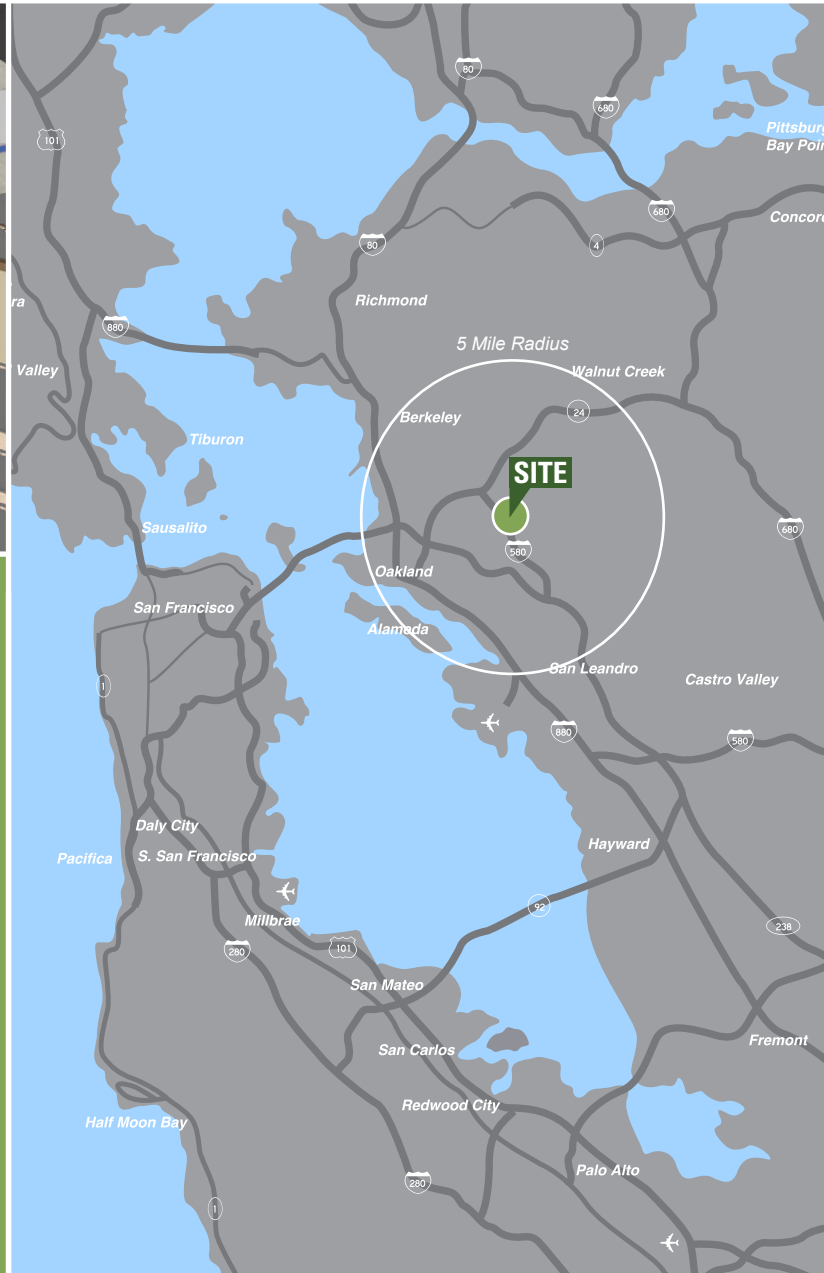 80
680
101
Pittsbur
Bay Poin
680
Concor
80
4
ra
Richmond
880
5 Mile Radius
Valley
Walnut Creek
Berkeley
24
Tiburon
SITE
Sausalito
680
580
Oakland
San Francisco
Alameda
San Leandro
Castro Valley
1
880
580
Daly City
Hayward
Pacifica
S. San Francisco
92
Millbrae
238
280
101
San Mateo
Fremont
San Carlos
Redwood City
Half Moon Bay
Palo Alto
280
1